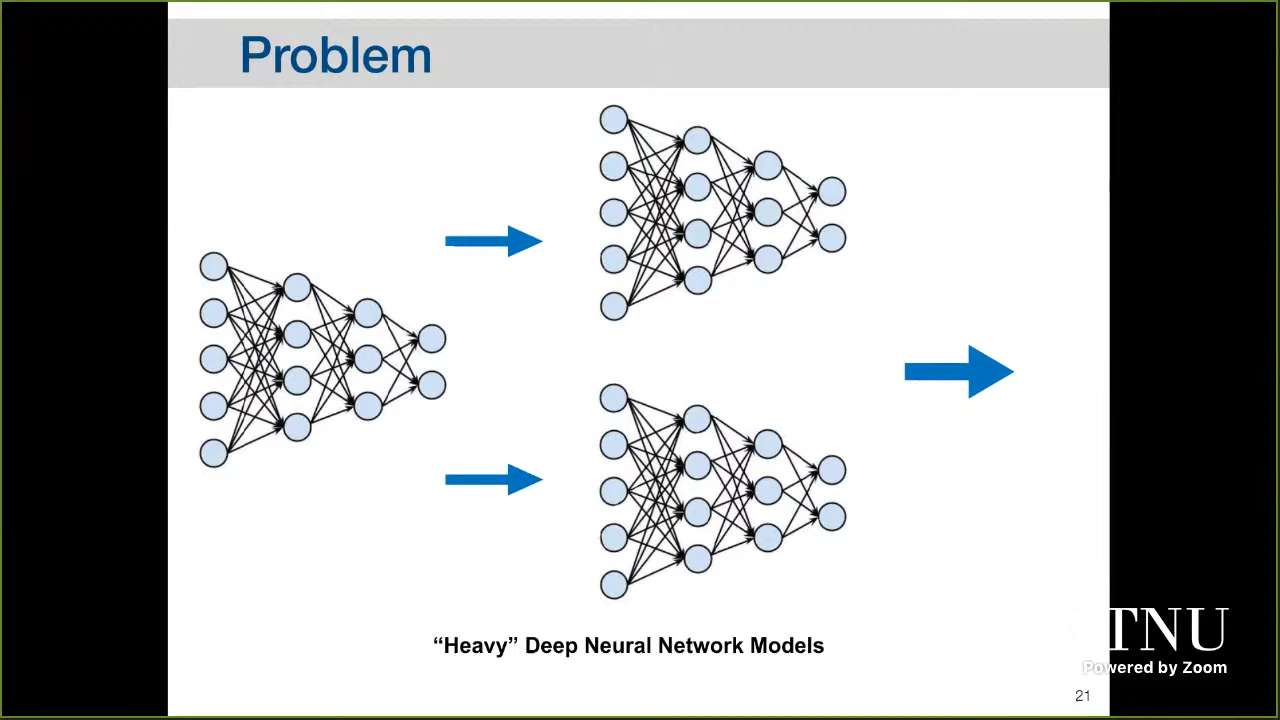 Problem
“Heavy” Deep Neural Network Models
TNU
Powered by Zoom
21